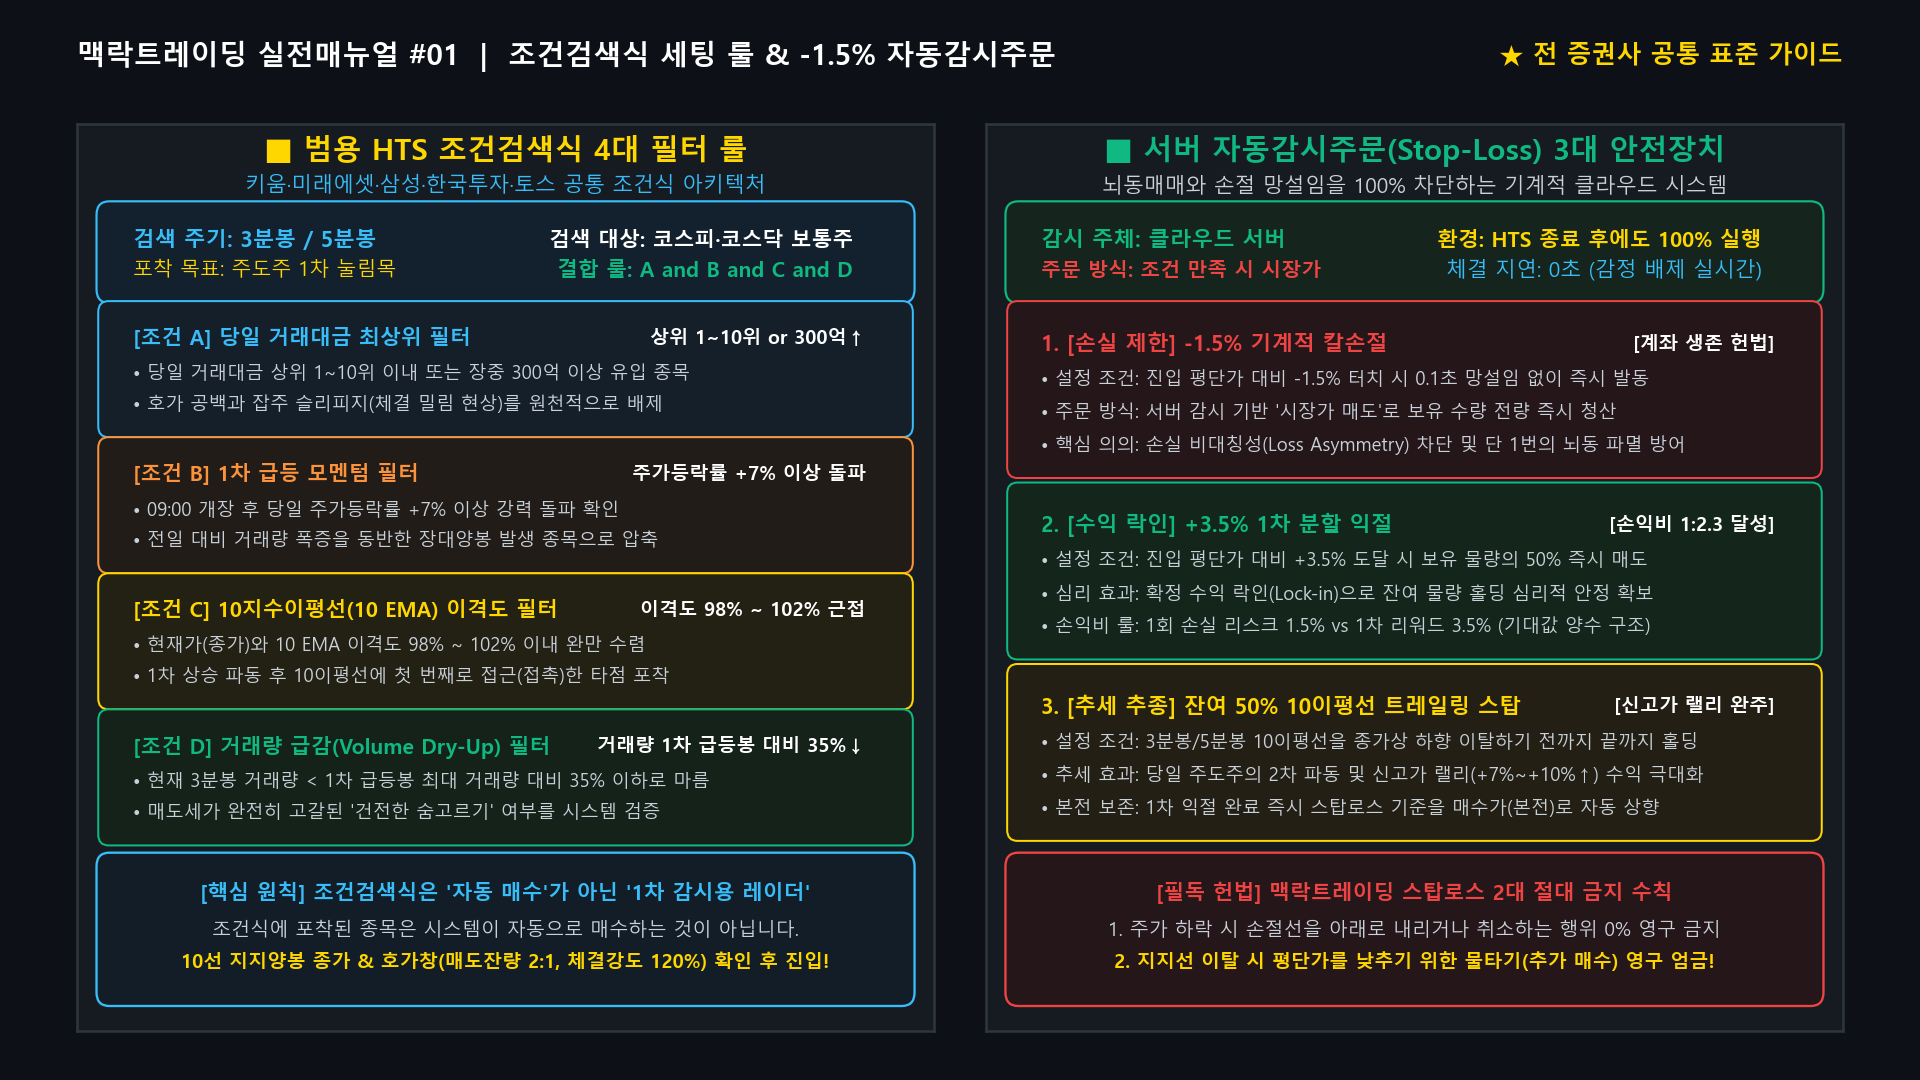 맥락트레이딩 실전매뉴얼 #01 | 조건검색식 세팅 룰 & -1.5% 자동감시주문
★ 전 증권사 공통 표준 가이드
■ 범용 HTS 조건검색식 4대 필터 룰
키움·미래에셋·삼성·한국투자·토스 공통 조건식 아키텍처
검색 주기: 3분봉 / 5분봉
검색 대상: 코스피·코스닥 보통주
포착 목표: 주도주 1차 눌림목
결합 룰: A and B and C and D
[조건 A] 당일 거래대금 최상위 필터
상위 1~10위 or 300억↑
• 당일 거래대금 상위 1~10위 이내 또는 장중 300억 이상 유입 종목
• 호가 공백과 잡주 슬리피지(체결 밀림 현상)를 원천적으로 배제
[조건 B] 1차 급등 모멘텀 필터
주가등락률 +7% 이상 돌파
• 09:00 개장 후 당일 주가등락률 +7% 이상 강력 돌파 확인
• 전일 대비 거래량 폭증을 동반한 장대양봉 발생 종목으로 압축
[조건 C] 10지수이평선(10 EMA) 이격도 필터
이격도 98% ~ 102% 근접
• 현재가(종가)와 10 EMA 이격도 98% ~ 102% 이내 완만 수렴
• 1차 상승 파동 후 10이평선에 첫 번째로 접근(접촉)한 타점 포착
[조건 D] 거래량 급감(Volume Dry-Up) 필터
거래량 1차 급등봉 대비 35%↓
• 현재 3분봉 거래량 < 1차 급등봉 최대 거래량 대비 35% 이하로 마름
• 매도세가 완전히 고갈된 '건전한 숨고르기' 여부를 시스템 검증
[핵심 원칙] 조건검색식은 '자동 매수'가 아닌 '1차 감시용 레이더'
조건식에 포착된 종목은 시스템이 자동으로 매수하는 것이 아닙니다.
10선 지지양봉 종가 & 호가창(매도잔량 2:1, 체결강도 120%) 확인 후 진입!
■ 서버 자동감시주문(Stop-Loss) 3대 안전장치
뇌동매매와 손절 망설임을 100% 차단하는 기계적 클라우드 시스템
감시 주체: 클라우드 서버
환경: HTS 종료 후에도 100% 실행
주문 방식: 조건 만족 시 시장가
체결 지연: 0초 (감정 배제 실시간)
1. [손실 제한] -1.5% 기계적 칼손절
[계좌 생존 헌법]
• 설정 조건: 진입 평단가 대비 -1.5% 터치 시 0.1초 망설임 없이 즉시 발동
• 주문 방식: 서버 감시 기반 '시장가 매도'로 보유 수량 전량 즉시 청산
• 핵심 의의: 손실 비대칭성(Loss Asymmetry) 차단 및 단 1번의 뇌동 파멸 방어
2. [수익 락인] +3.5% 1차 분할 익절
[손익비 1:2.3 달성]
• 설정 조건: 진입 평단가 대비 +3.5% 도달 시 보유 물량의 50% 즉시 매도
• 심리 효과: 확정 수익 락인(Lock-in)으로 잔여 물량 홀딩 심리적 안정 확보
• 손익비 룰: 1회 손실 리스크 1.5% vs 1차 리워드 3.5% (기대값 양수 구조)
3. [추세 추종] 잔여 50% 10이평선 트레일링 스탑
[신고가 랠리 완주]
• 설정 조건: 3분봉/5분봉 10이평선을 종가상 하향 이탈하기 전까지 끝까지 홀딩
• 추세 효과: 당일 주도주의 2차 파동 및 신고가 랠리(+7%~+10%↑) 수익 극대화
• 본전 보존: 1차 익절 완료 즉시 스탑로스 기준을 매수가(본전)로 자동 상향
[필독 헌법] 맥락트레이딩 스탑로스 2대 절대 금지 수칙
1. 주가 하락 시 손절선을 아래로 내리거나 취소하는 행위 0% 영구 금지
2. 지지선 이탈 시 평단가를 낮추기 위한 물타기(추가 매수) 영구 엄금!